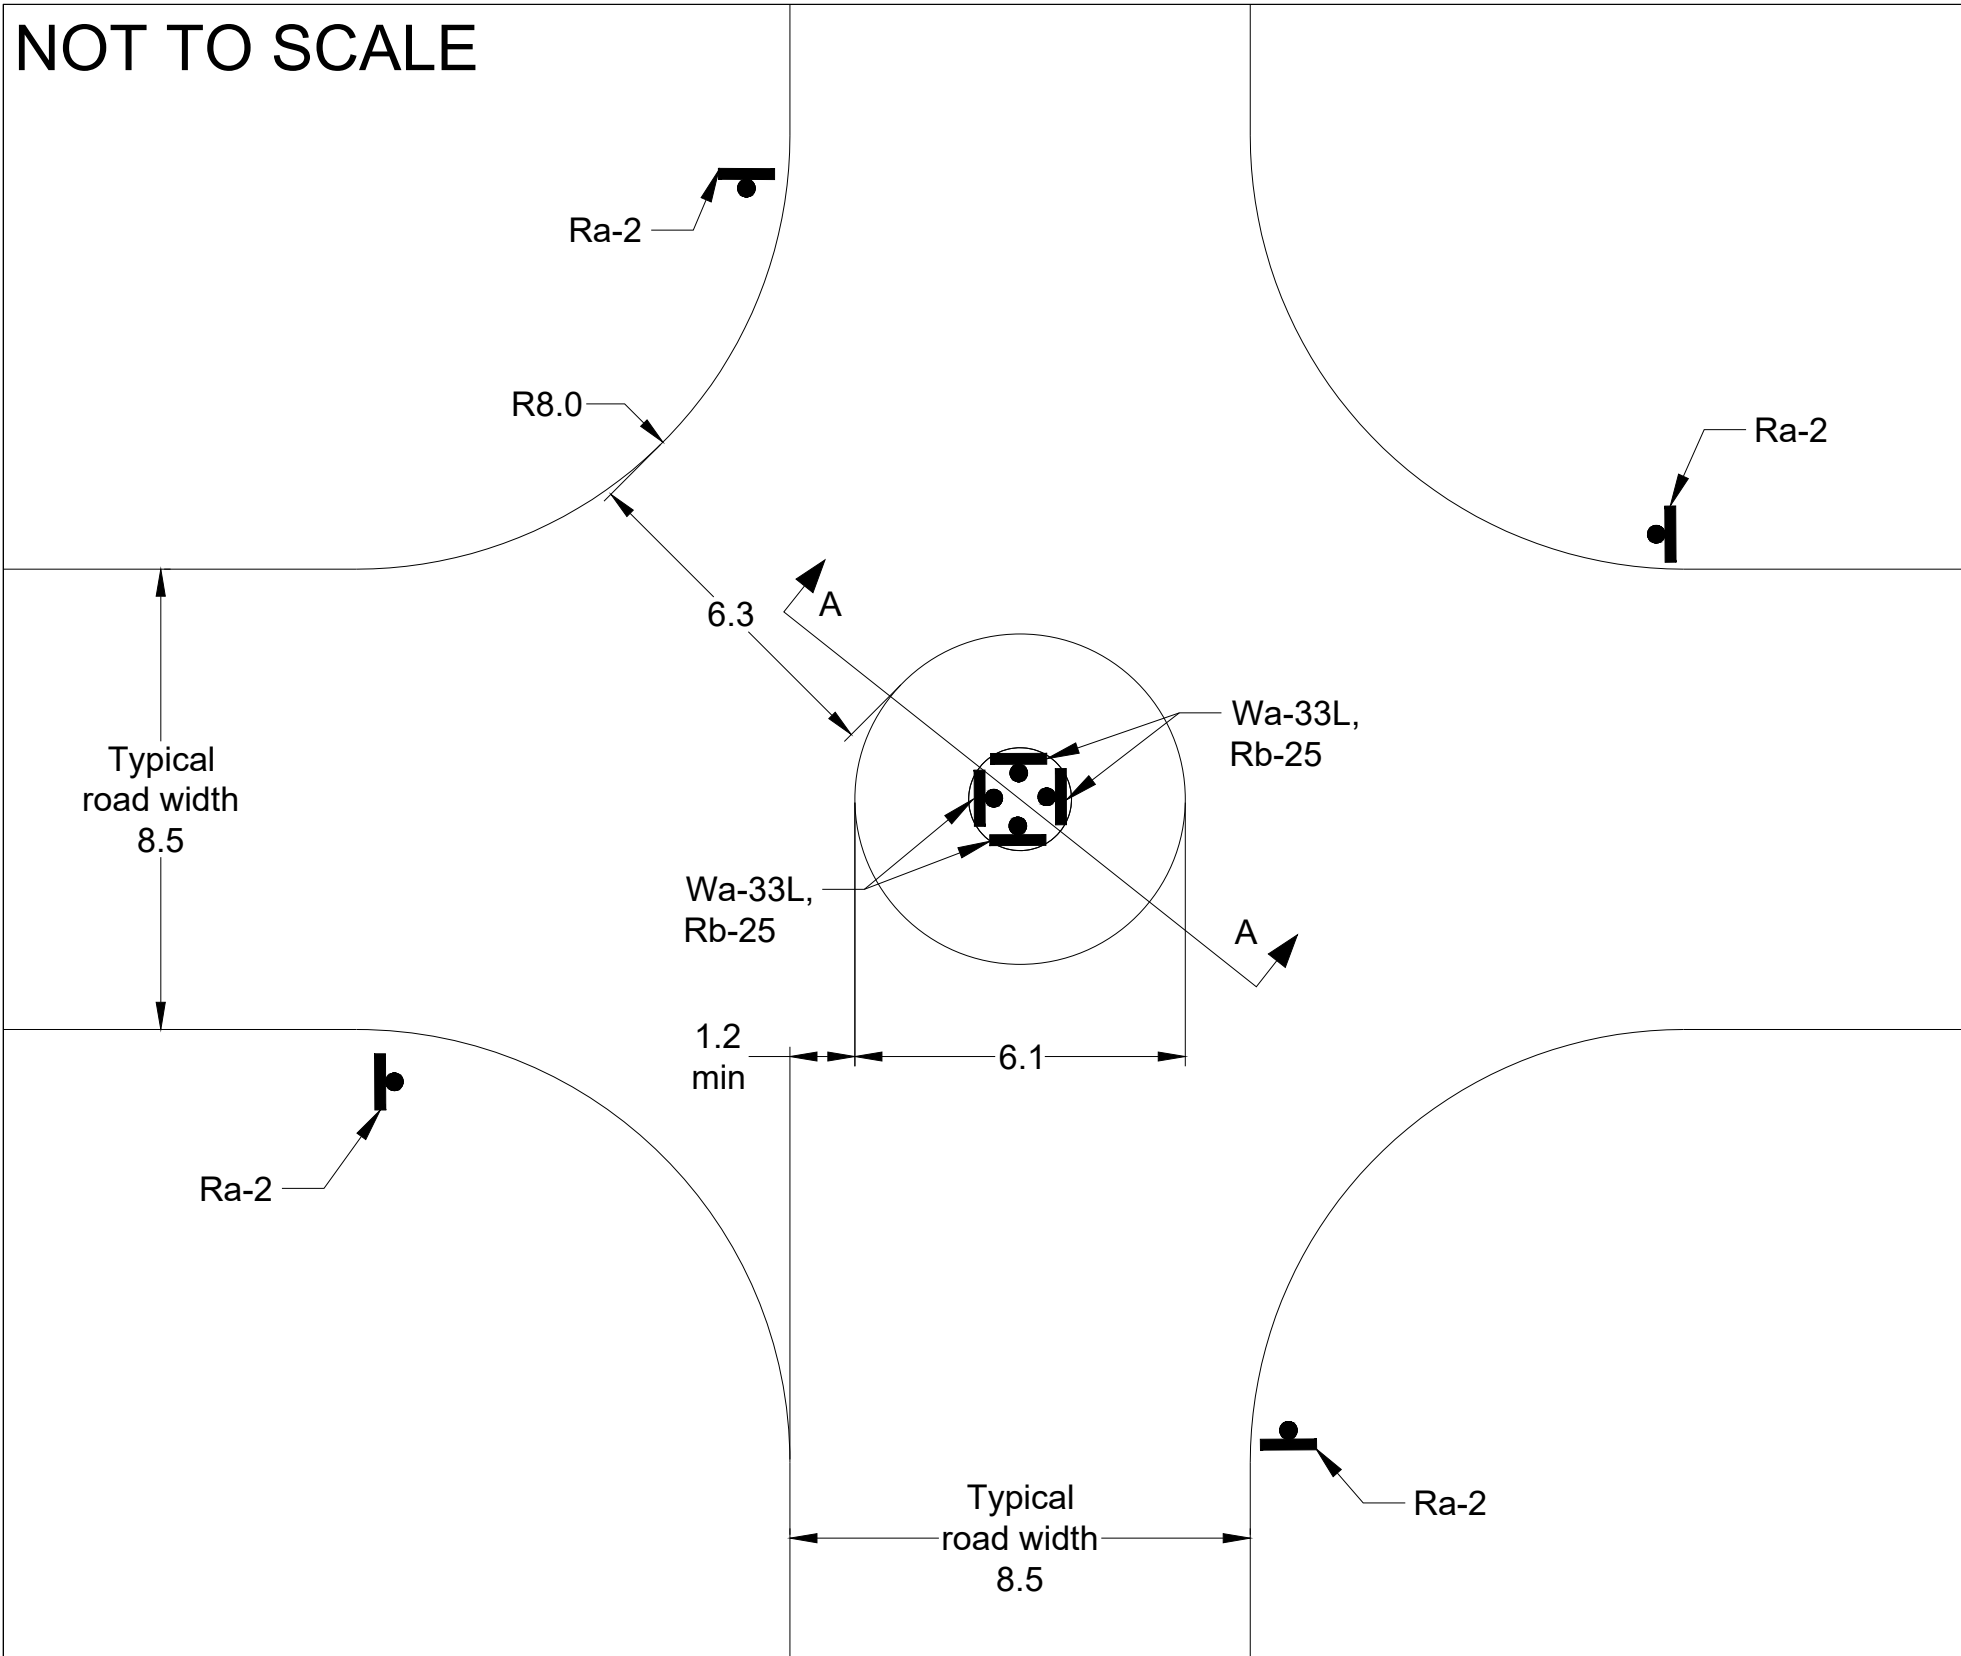 NOT TO SCALE
Ra-2
R8.0
Ra-2
6.3
A
Wa-33L,
Rb-25
Typical
road width
8.5
Wa-33L,
Rb-25
A
1.2
min
6.1
Ra-2
Typical
road width
8.5
Ra-2